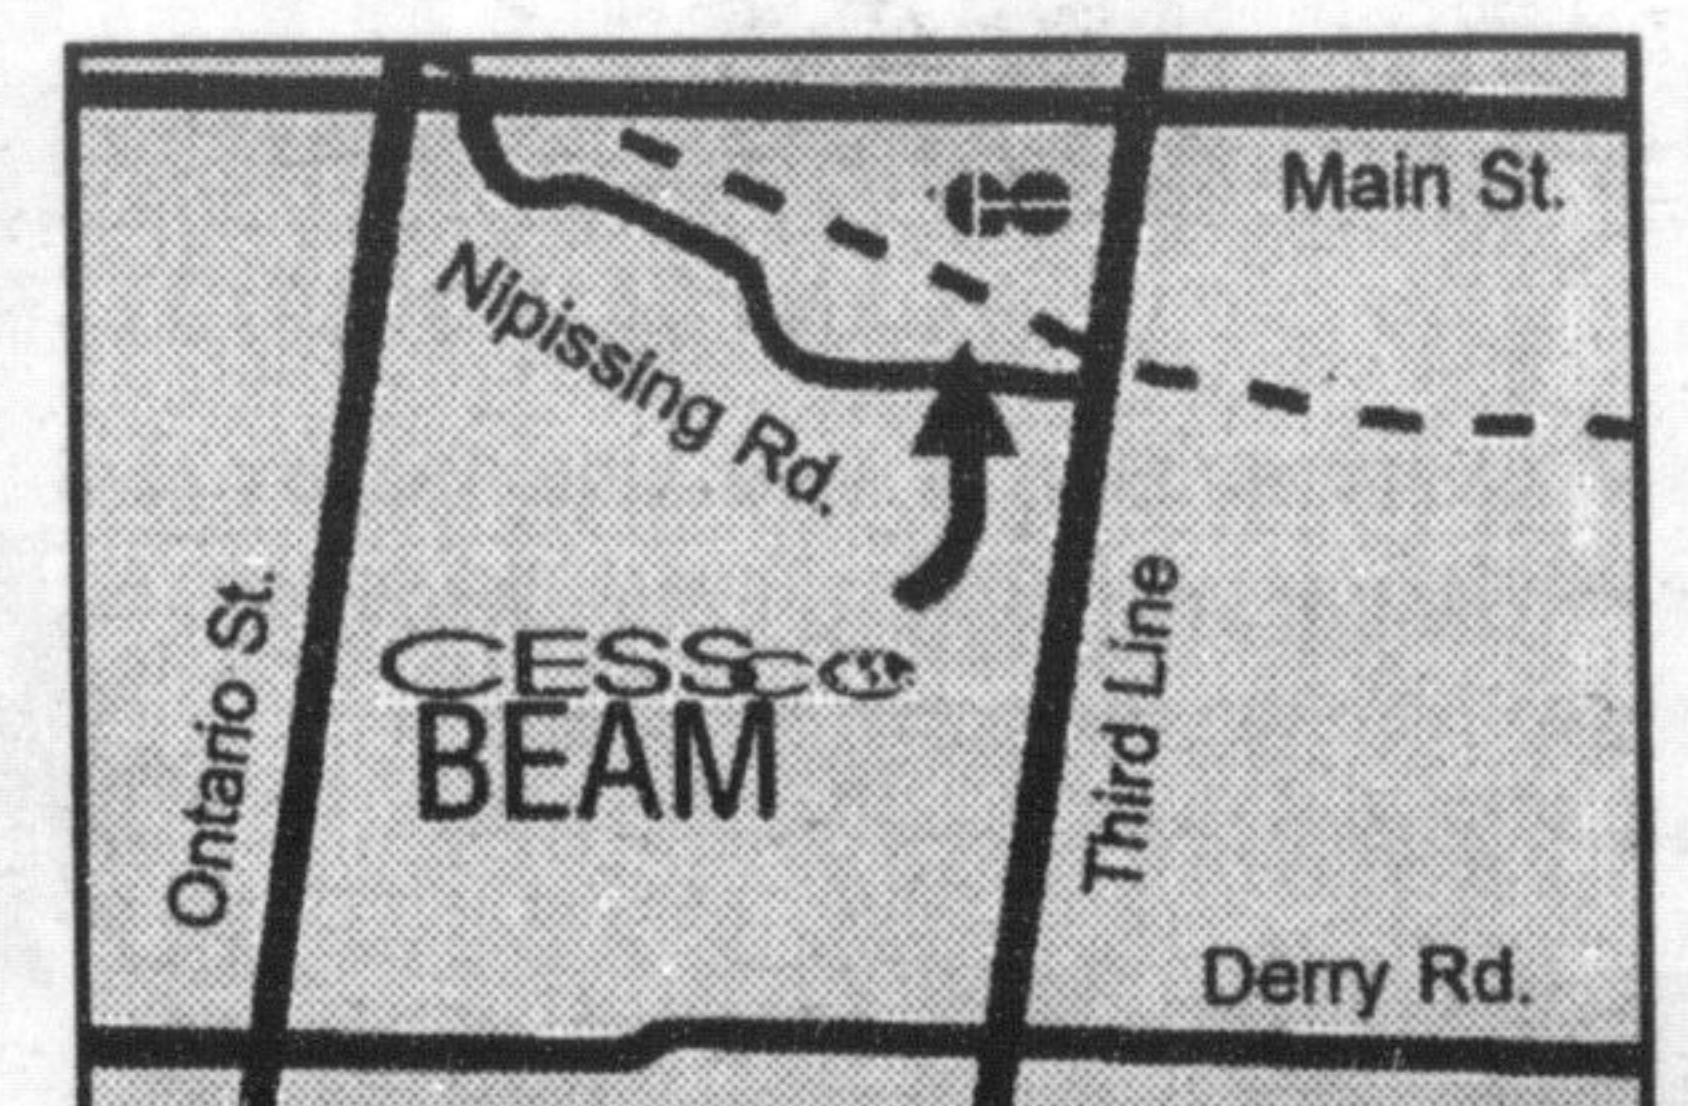 Main St.
Nipissing Rd.
Ontario St.
CESSCO
BEAM
Third Line
Derry Rd.